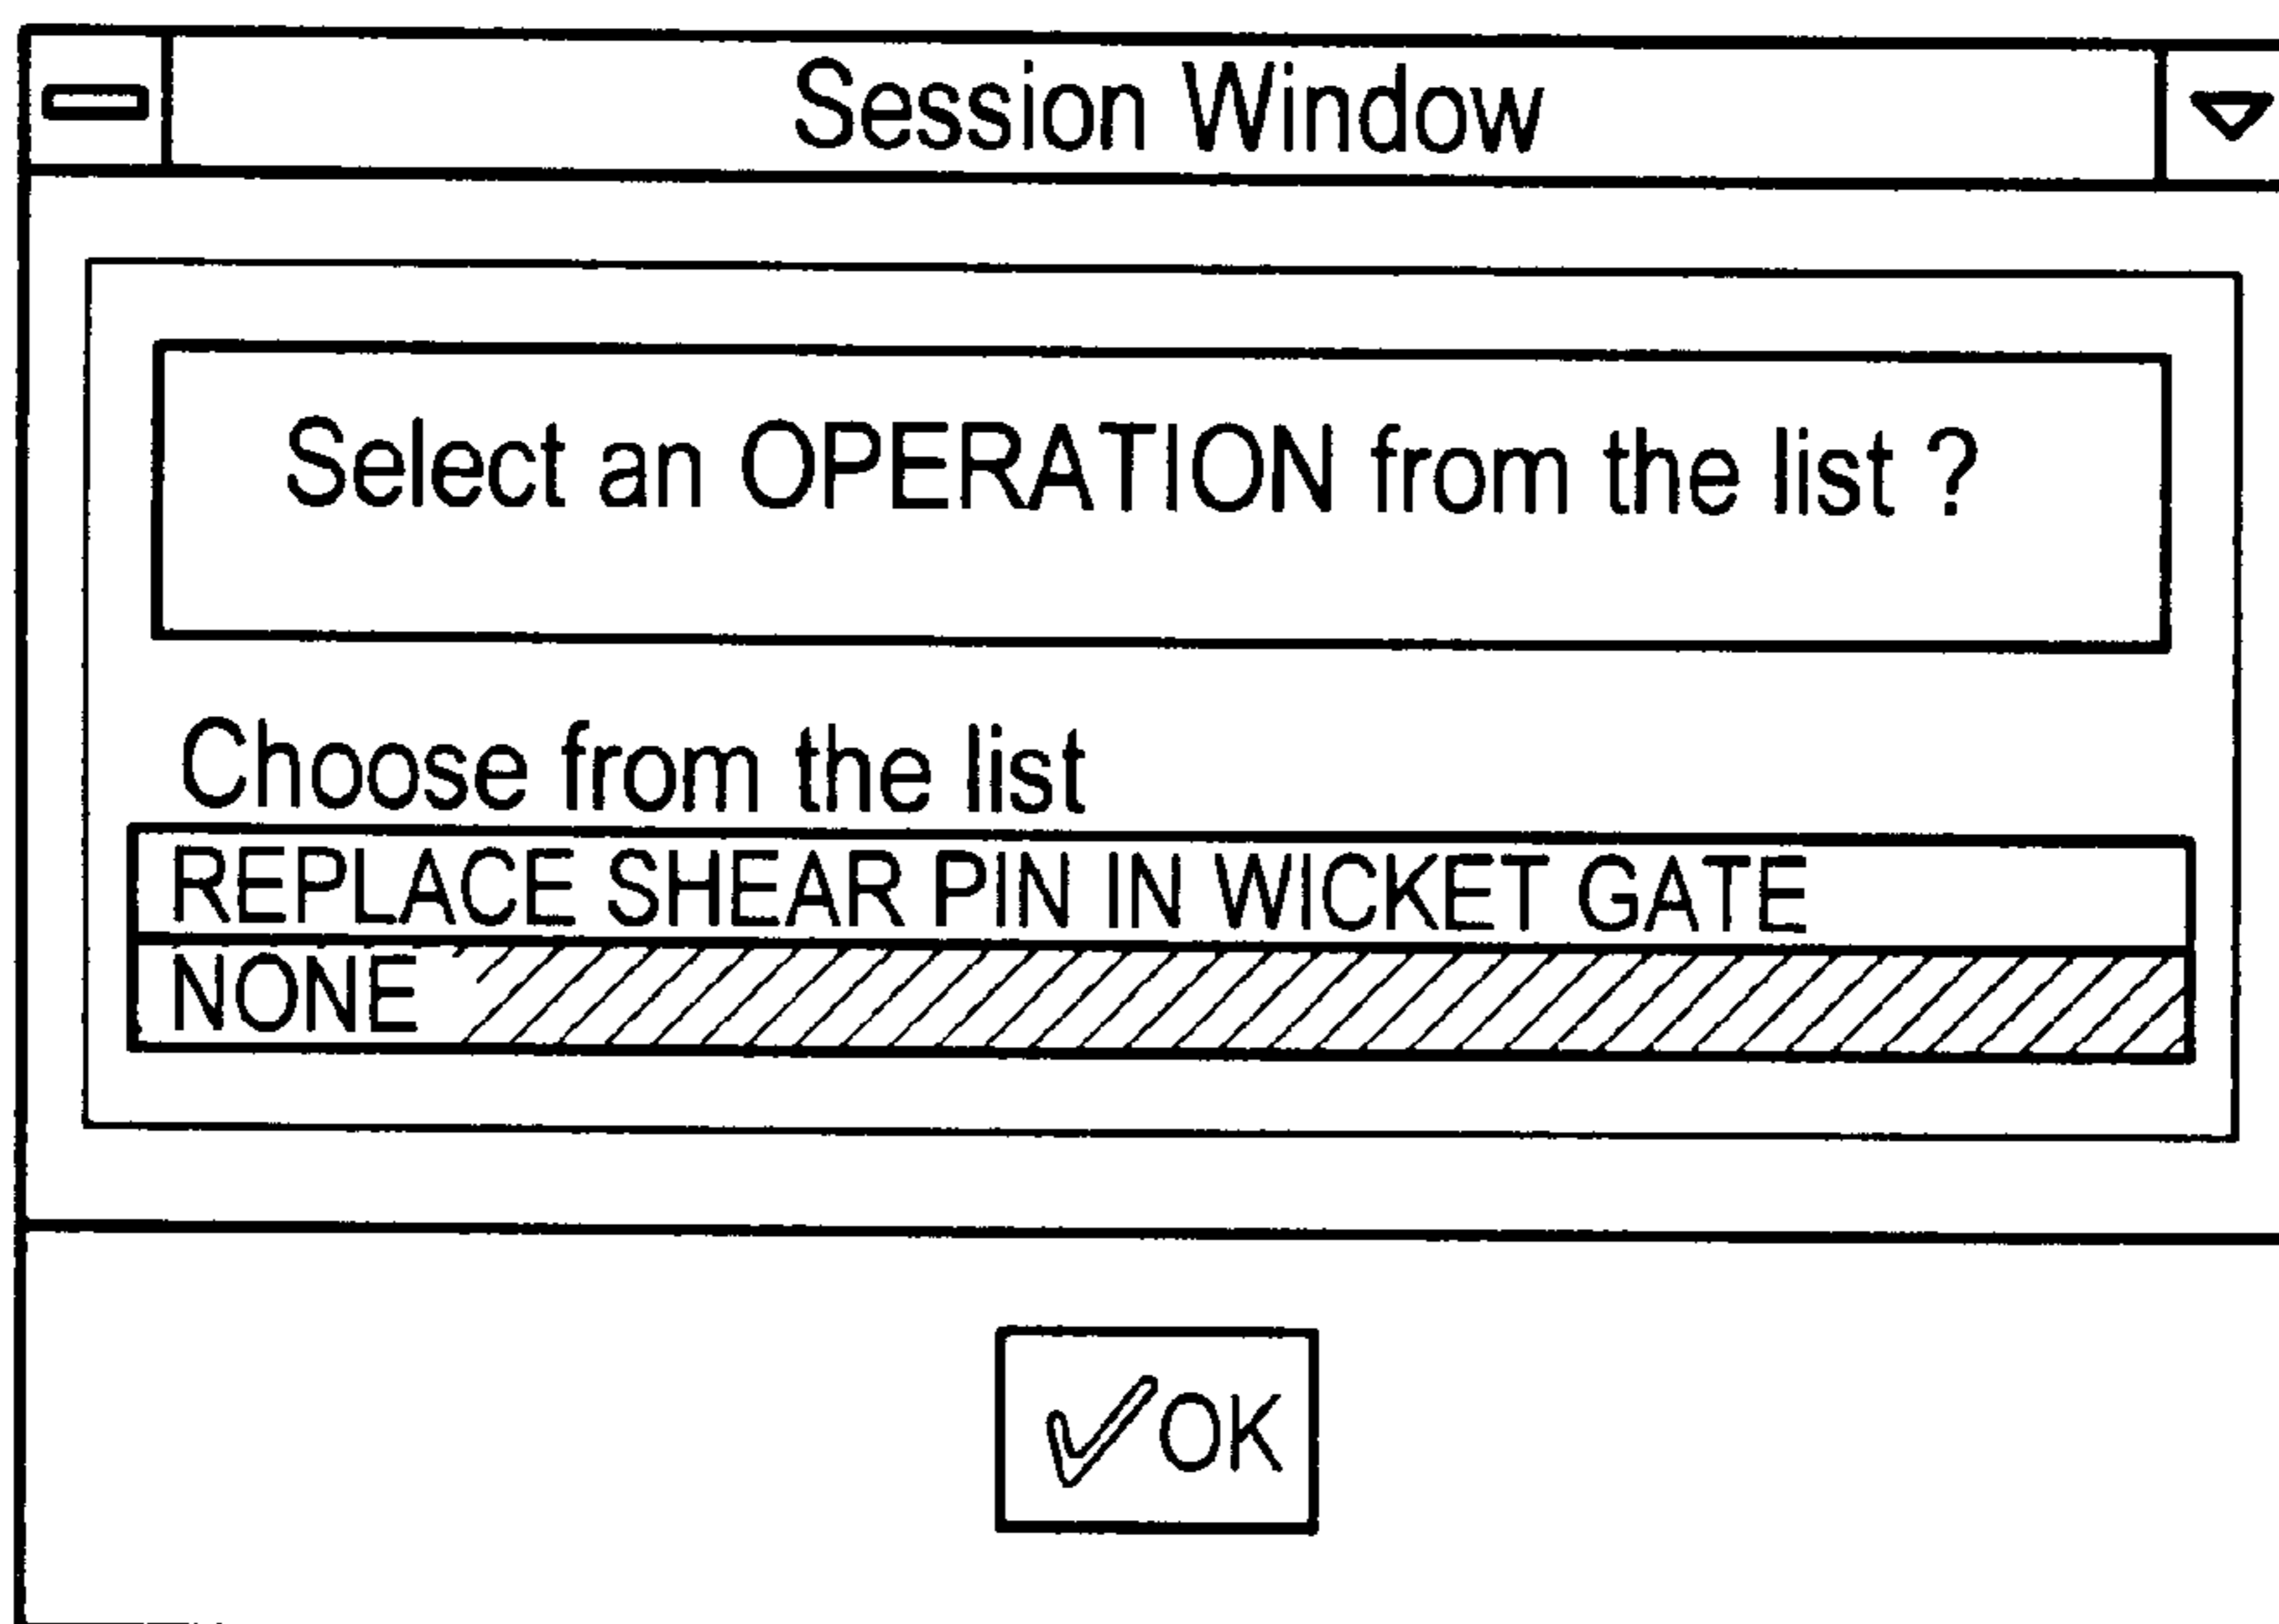 Session Window
Select an OPERATION from the list ?
Choose from the list
REPLACE SHEAR PIN IN WICKET GATE
NONE
OK